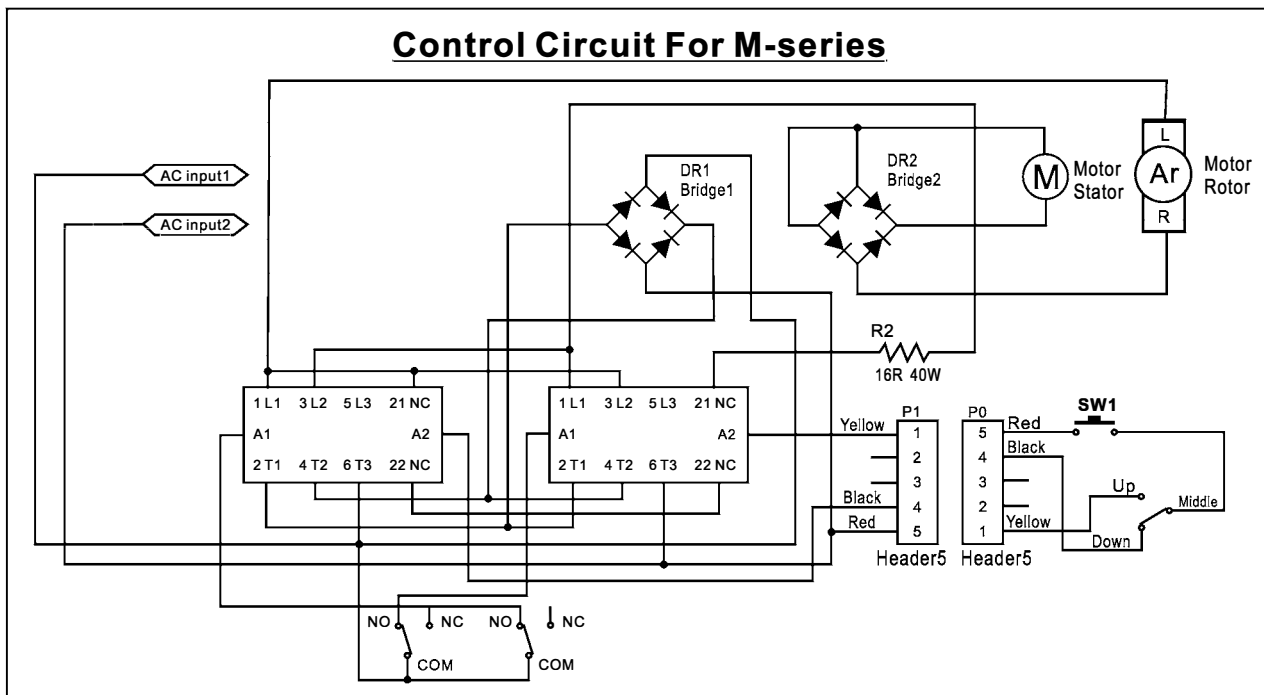 Control Circuit For M-series
AC input1
AC input2
DR1
Bridge1
DR2
Bridge2
M
Motor
Stator
L
Ar
R
Motor
Rotor
R2
16R 40W
1 L1 3 L2 5 L3 21 NC
A1 A2
2 T1 4 T2 6 T3 22 NC
1 L1 3 L2 5 L3 21 NC
A1 A2
2 T1 4 T2 6 T3 22 NC
Yellow
Black
Red
P1
1
2
3
4
5
Header5
P0
5
4
3
2
1
Header5
Red
Black
Yellow
SW1
Up
Middle
Down
NO NC NO NC
COM COM